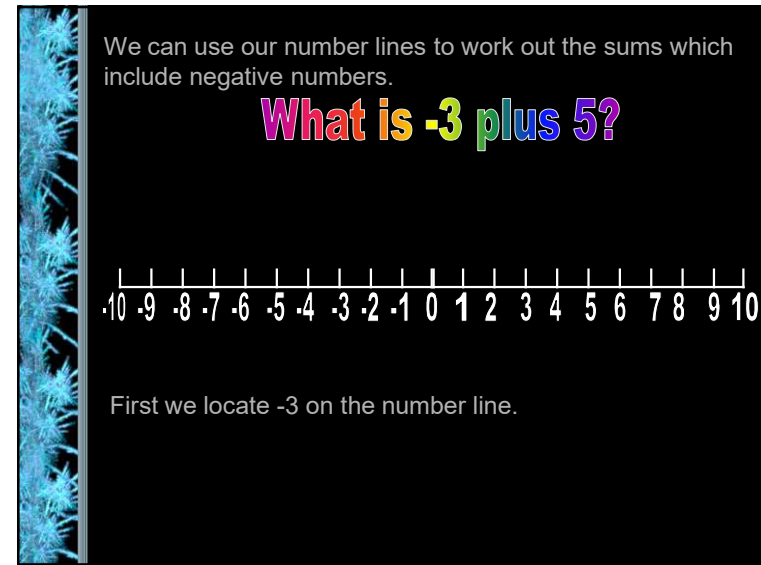 We can use our number lines to work out the sums which
include negative numbers.
What is -3 plus 5?
-10 -9 -8 -7 -6 -5 -4 -3 -2 -1 0 1 2 3 4 5 6 7 8 9 10
First we locate -3 on the number line.